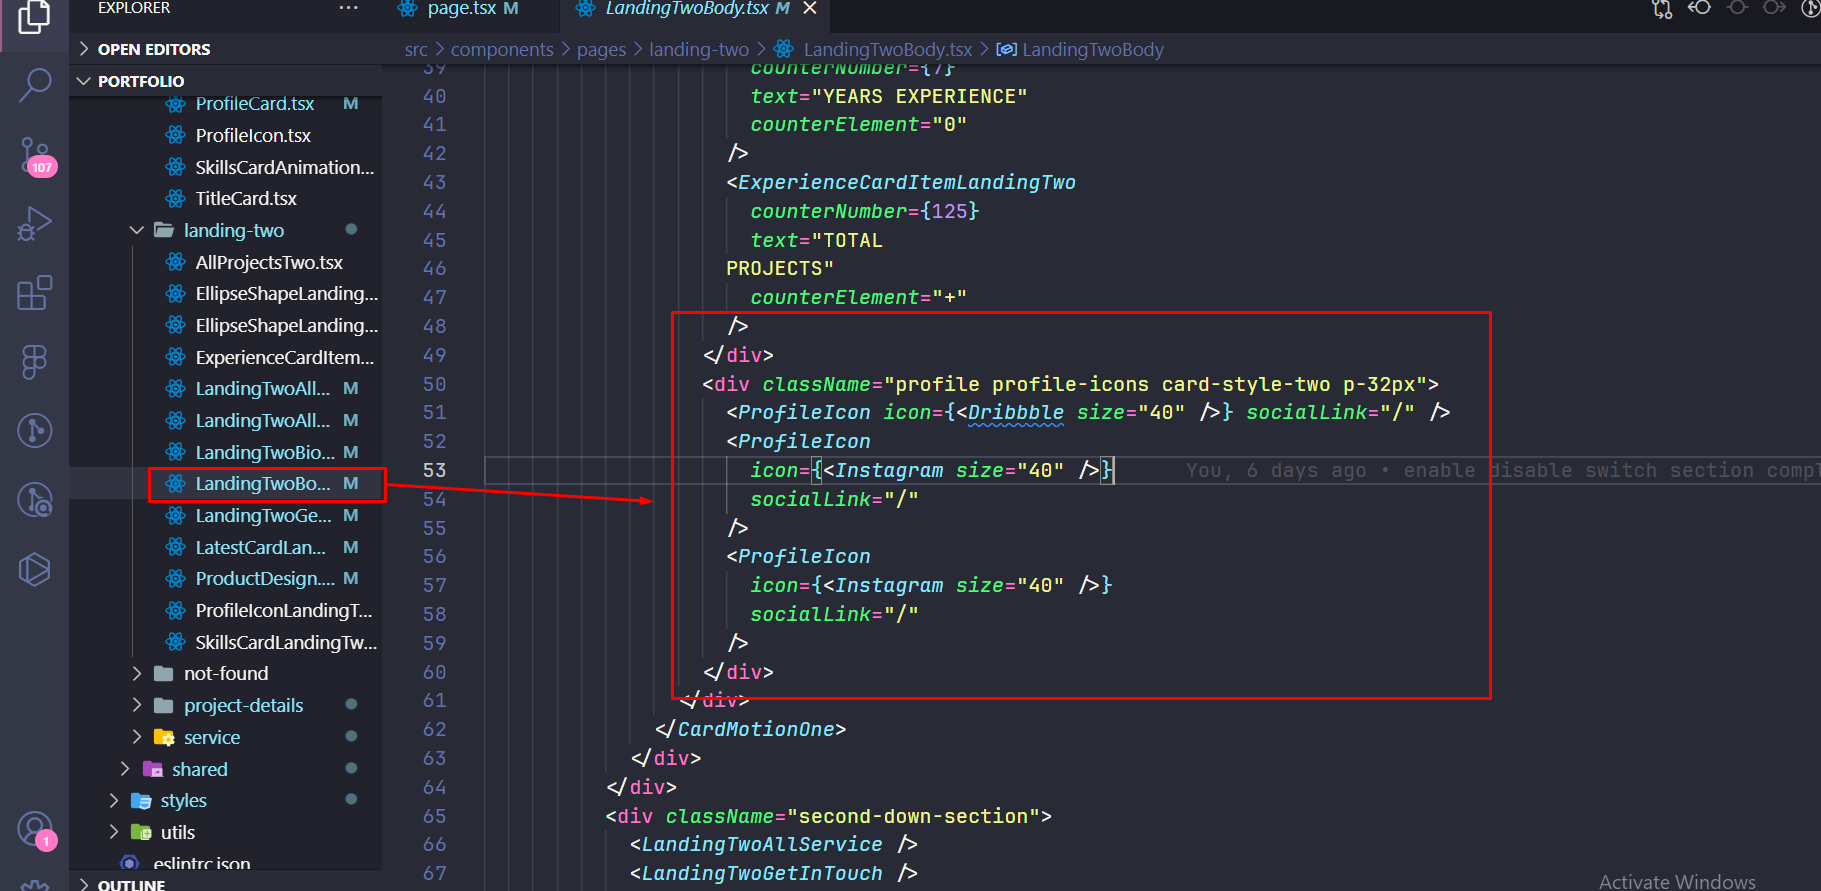 EXPLORER ···
page.tsx M
LandingTwoBody.tsx M
OPEN EDITORS
src > components > pages > landing-two > LandingTwoBody.tsx > LandingTwoBody
PORTFOLIO
ProfileCard.tsx M
ProfileIcon.tsx
SkillsCardAnimation...
TitleCard.tsx
landing-two
AllProjectsTwo.tsx
EllipseShapeLanding...
EllipseShapeLanding...
ExperienceCardItem...
LandingTwoAll... M
LandingTwoAll... M
LandingTwoBio... M
LandingTwoBo... M
LandingTwoGe... M
LatestCardLan... M
ProductDesign.... M
ProfileIconLandingT...
SkillsCardLandingTw...
not-found
project-details
service
shared
styles
utils
eslintrc.json
OUTLINE
107
1
39 counterNumber={7}
40 text="YEARS EXPERIENCE"
41 counterElement="0"
42 />
43 <ExperienceCardItemLandingTwo
44 counterNumber={125}
45 text="TOTAL
46 PROJECTS"
47 counterElement="+"
48 />
49 </div>
50 <div className="profile profile-icons card-style-two p-32px">
51 <ProfileIcon icon={<Dribbble size="40" />} socialLink="/" />
52 <ProfileIcon
53 icon={<Instagram size="40" />} You, 6 days ago • enable disable switch section compl
54 socialLink="/"
55 />
56 <ProfileIcon
57 icon={<Instagram size="40" />}
58 socialLink="/"
59 />
60 </div>
61 </div>
62 </CardMotionOne>
63 </div>
64 </div>
65 <div className="second-down-section">
66 <LandingTwoAllService />
67 <LandingTwoGetInTouch />
Activate Windows